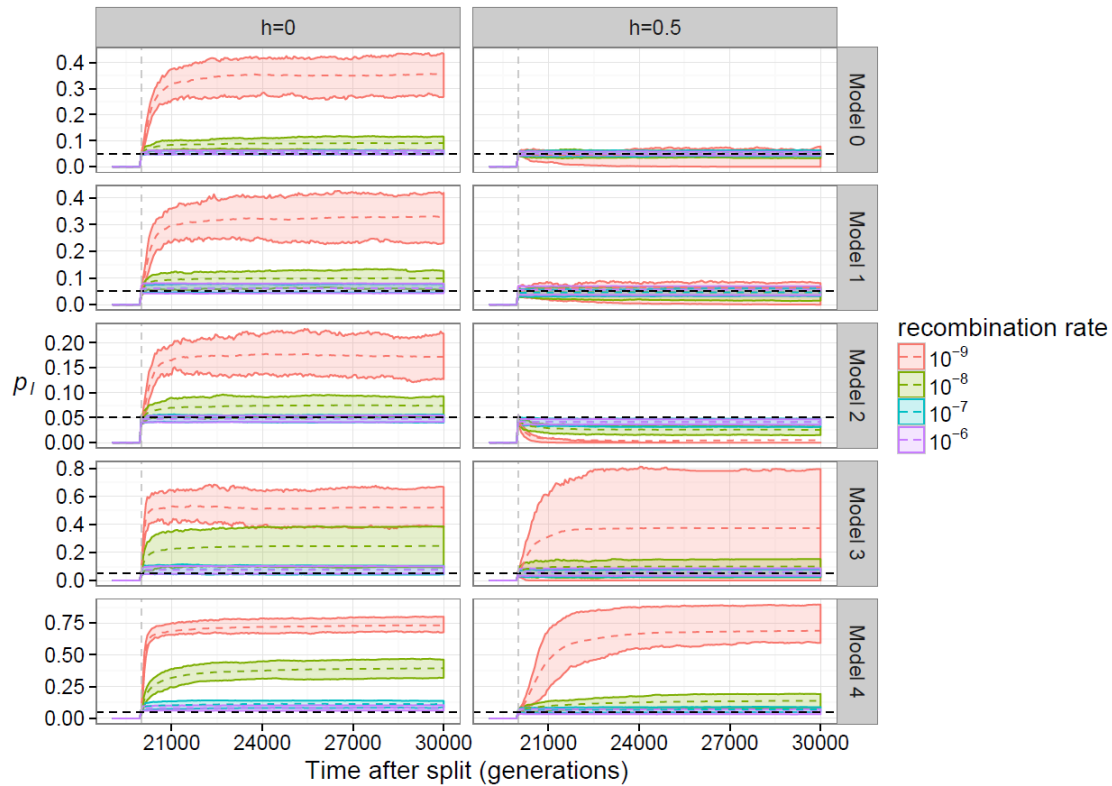 h=0
h=0.5
0.4
0.3
0.2
0.1
0.0
Model 0
0.4
0.3
0.2
0.1
0.0
Model 1
0.20
0.15
0.10
0.05
0.00
Model 2
p_I
0.8
0.6
0.4
0.2
0.0
Model 3
0.75
0.50
0.25
0.00
Model 4
21000 24000 27000 30000
21000 24000 27000 30000
Time after split (generations)
recombination rate
10⁻⁹
10⁻⁸
10⁻⁷
10⁻⁶